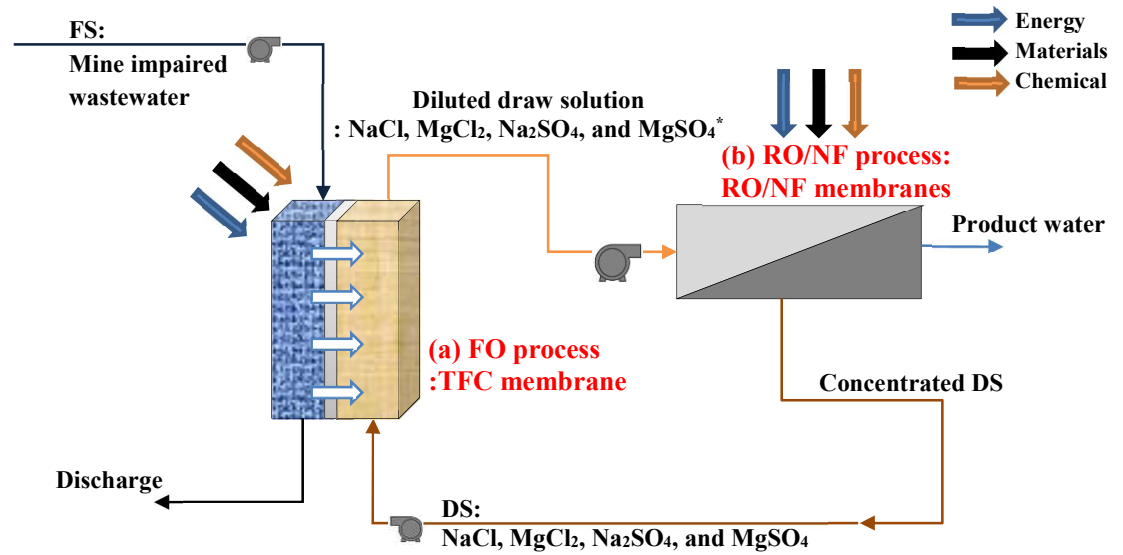 FS:
Mine impaired
wastewater
Energy
Materials
Chemical
Diluted draw solution
: NaCl, MgCl₂, Na₂SO₄, and MgSO₄*
(b) RO/NF process:
RO/NF membranes
Product water
(a) FO process
:TFC membrane
Concentrated DS
Discharge
DS:
NaCl, MgCl₂, Na₂SO₄, and MgSO₄